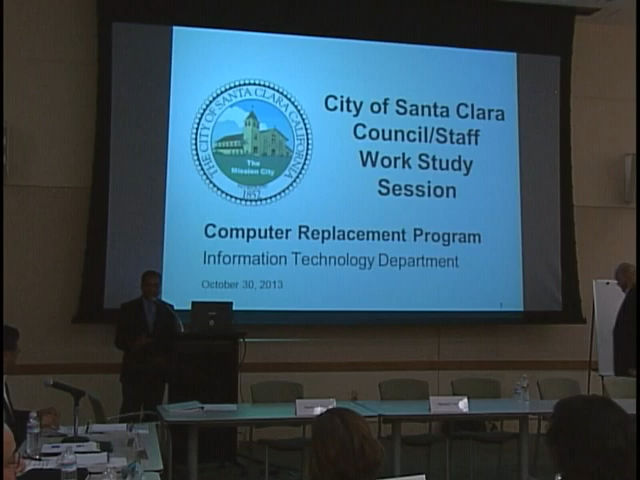 City of Santa Clara
Council/Staff
Work Study
Session
THE CITY OF SANTA CLARA CALIFORNIA
The
Mission City
1852
Computer Replacement Program
Information Technology Department
October 30, 2013
1